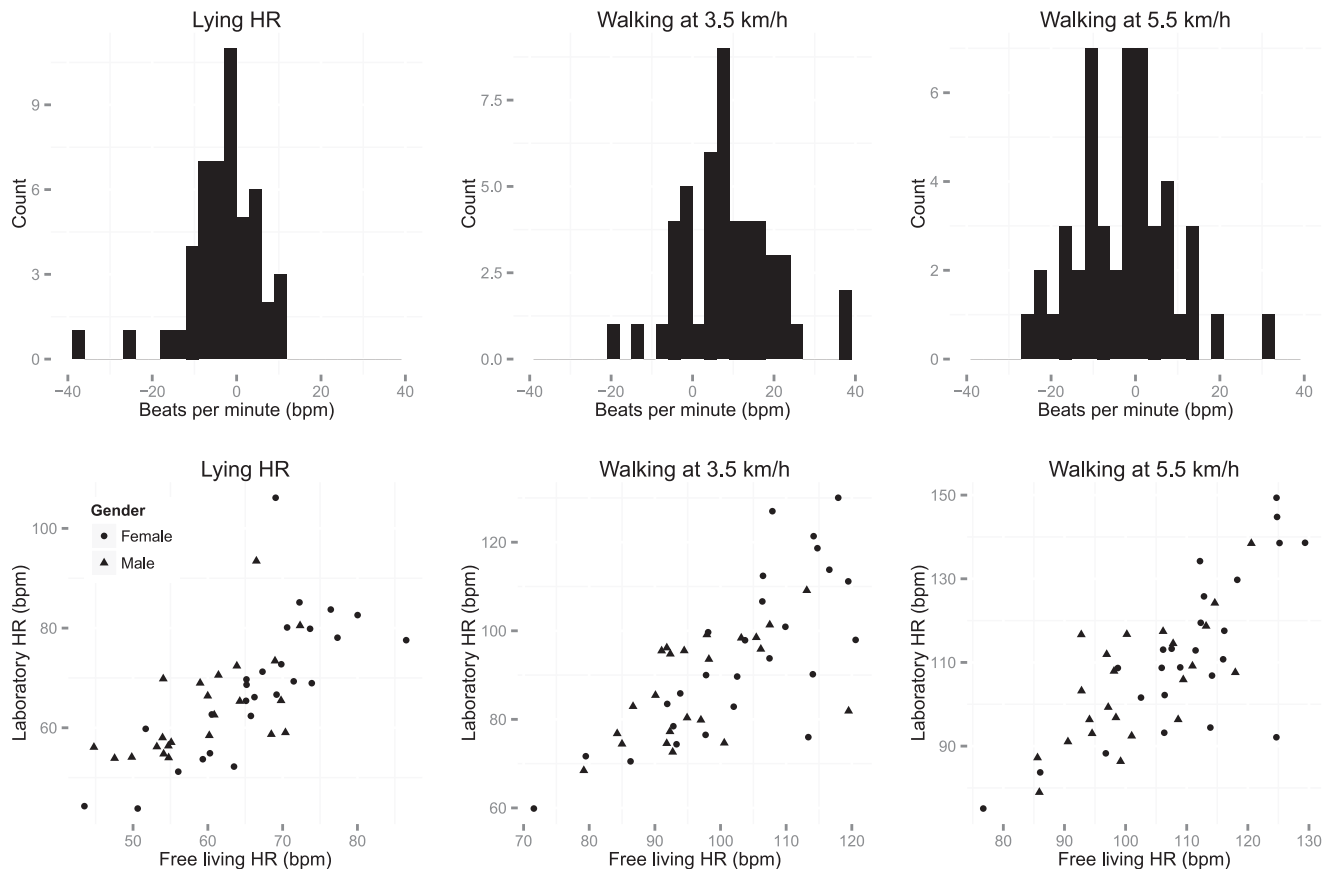 Lying HR
Walking at 3.5 km/h
Walking at 5.5 km/h
Count
9
6
3
0
−40
−20
0
20
40
Beats per minute (bpm)
Count
7.5
5.0
2.5
0.0
−40
−20
0
20
40
Beats per minute (bpm)
Count
6
4
2
0
−40
−20
0
20
40
Beats per minute (bpm)
Lying HR
Walking at 3.5 km/h
Walking at 5.5 km/h
Laboratory HR (bpm)
100
80
60
Gender
Female
Male
50
60
70
80
Free living HR (bpm)
Laboratory HR (bpm)
120
100
80
60
70
80
90
100
110
120
Free living HR (bpm)
Laboratory HR (bpm)
150
130
110
90
80
90
100
110
120
130
Free living HR (bpm)